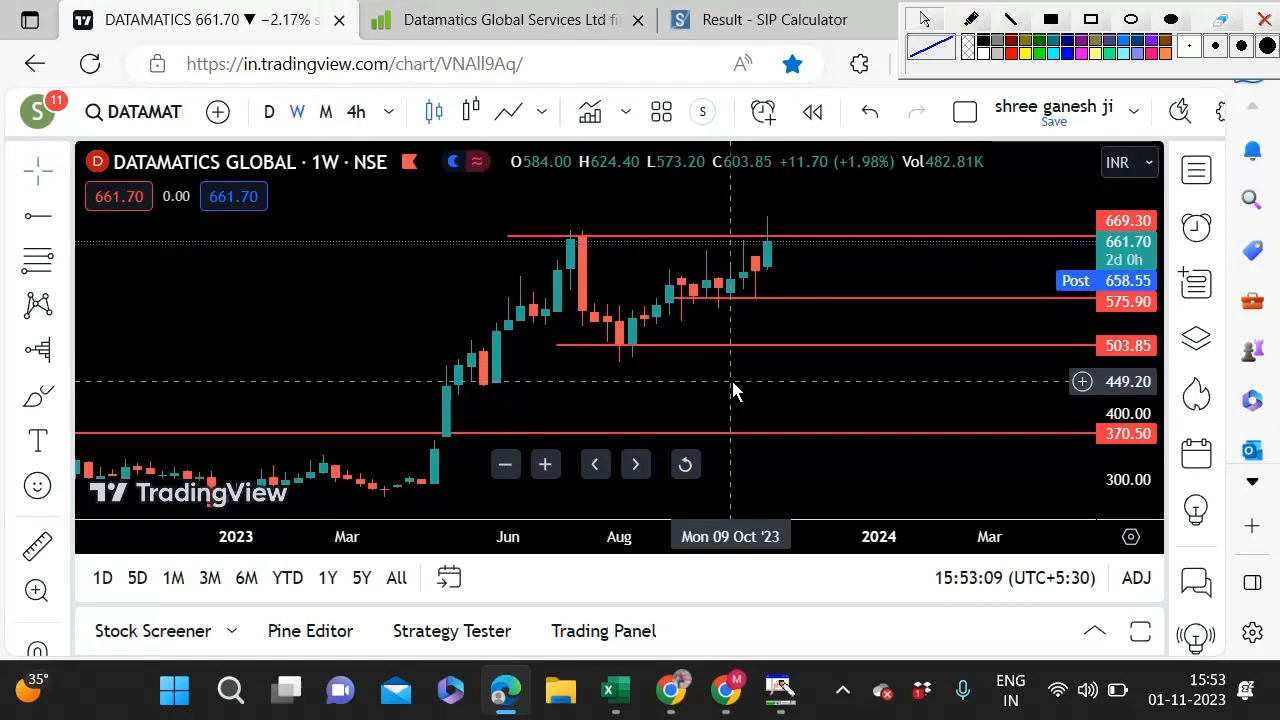 DATAMATICS 661.70 ▼ −2.17% s
Datamatics Global Services Ltd fi
Result - SIP Calculator
https://in.tradingview.com/chart/VNAll9Aq/
S
11
DATAMAT
D
W
M
4h
S
shree ganesh ji
Save
D
DATAMATICS GLOBAL · 1W · NSE
O584.00 H624.40 L573.20 C603.85 +11.70 (+1.98%) Vol482.81K
INR
661.70
0.00
661.70
669.30
661.70
2d 0h
Post 658.55
575.90
503.85
449.20
400.00
370.50
300.00
TradingView
2023
Mar
Jun
Aug
Mon 09 Oct '23
2024
Mar
1D 5D 1M 3M 6M YTD 1Y 5Y All
15:53:09 (UTC+5:30)
ADJ
Stock Screener
Pine Editor
Strategy Tester
Trading Panel
35°
M
1
ENG
IN
15:53
01-11-2023